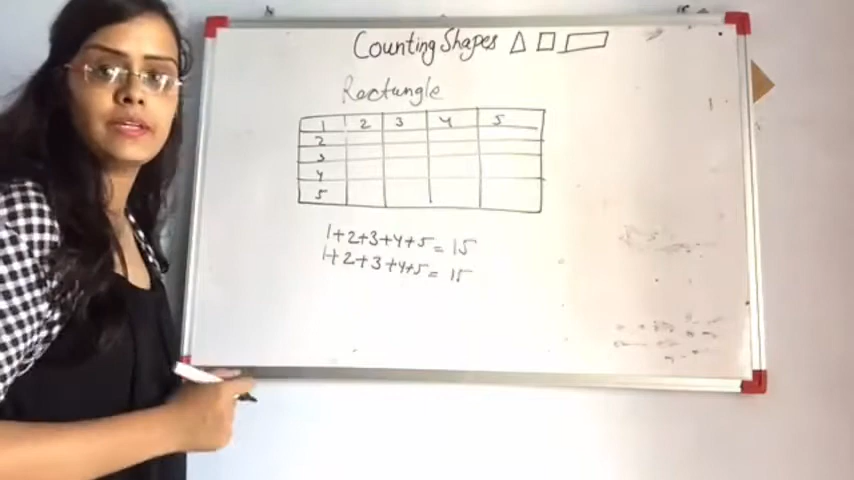 Counting Shapes
Rectangle
1 2 3 4 5
2
3
4
5
1+2+3+4+5 = 15
1+2+3+4+5 = 15